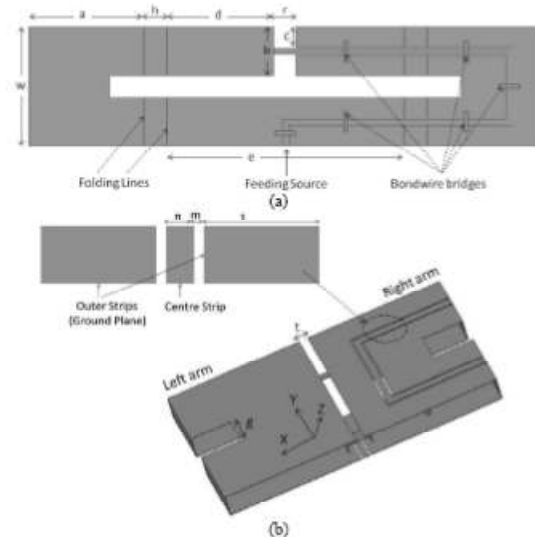 a h d r
b c
w
e
Folding Lines Feeding Source Bondwire bridges
(a)
n m s
Outer Strips Centre Strip
(Ground Plane)
Right arm
t
Left arm
Y Z
g
X
(b)